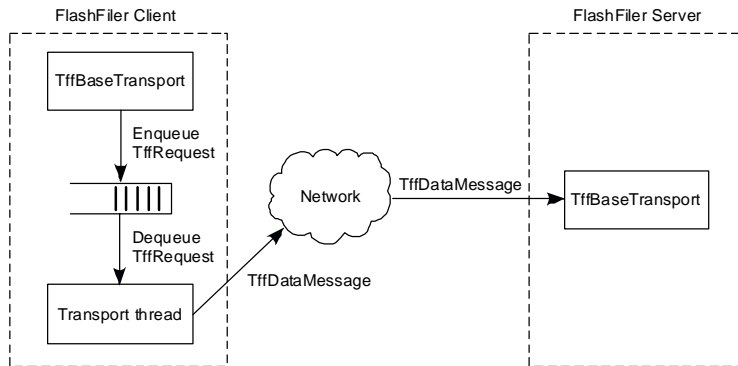 FlashFiler Client
FlashFiler Server
TffBaseTransport
Enqueue
TffRequest
Network
TffDataMessage
TffBaseTransport
Dequeue
TffRequest
TffDataMessage
Transport thread